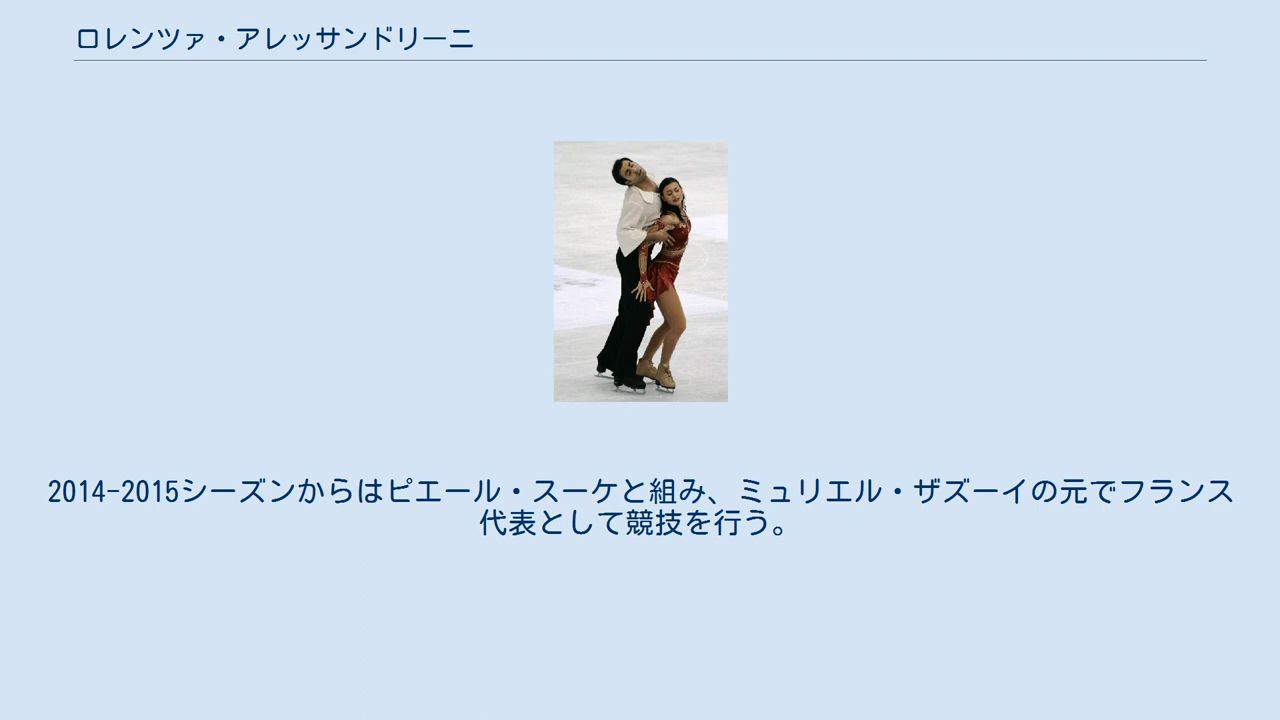 ロレンツァ・アレッサンドリーニ
2014-2015シーズンからはピエール・スーケと組み、ミュリエル・ザズーイの元でフランス
代表として競技を行う。